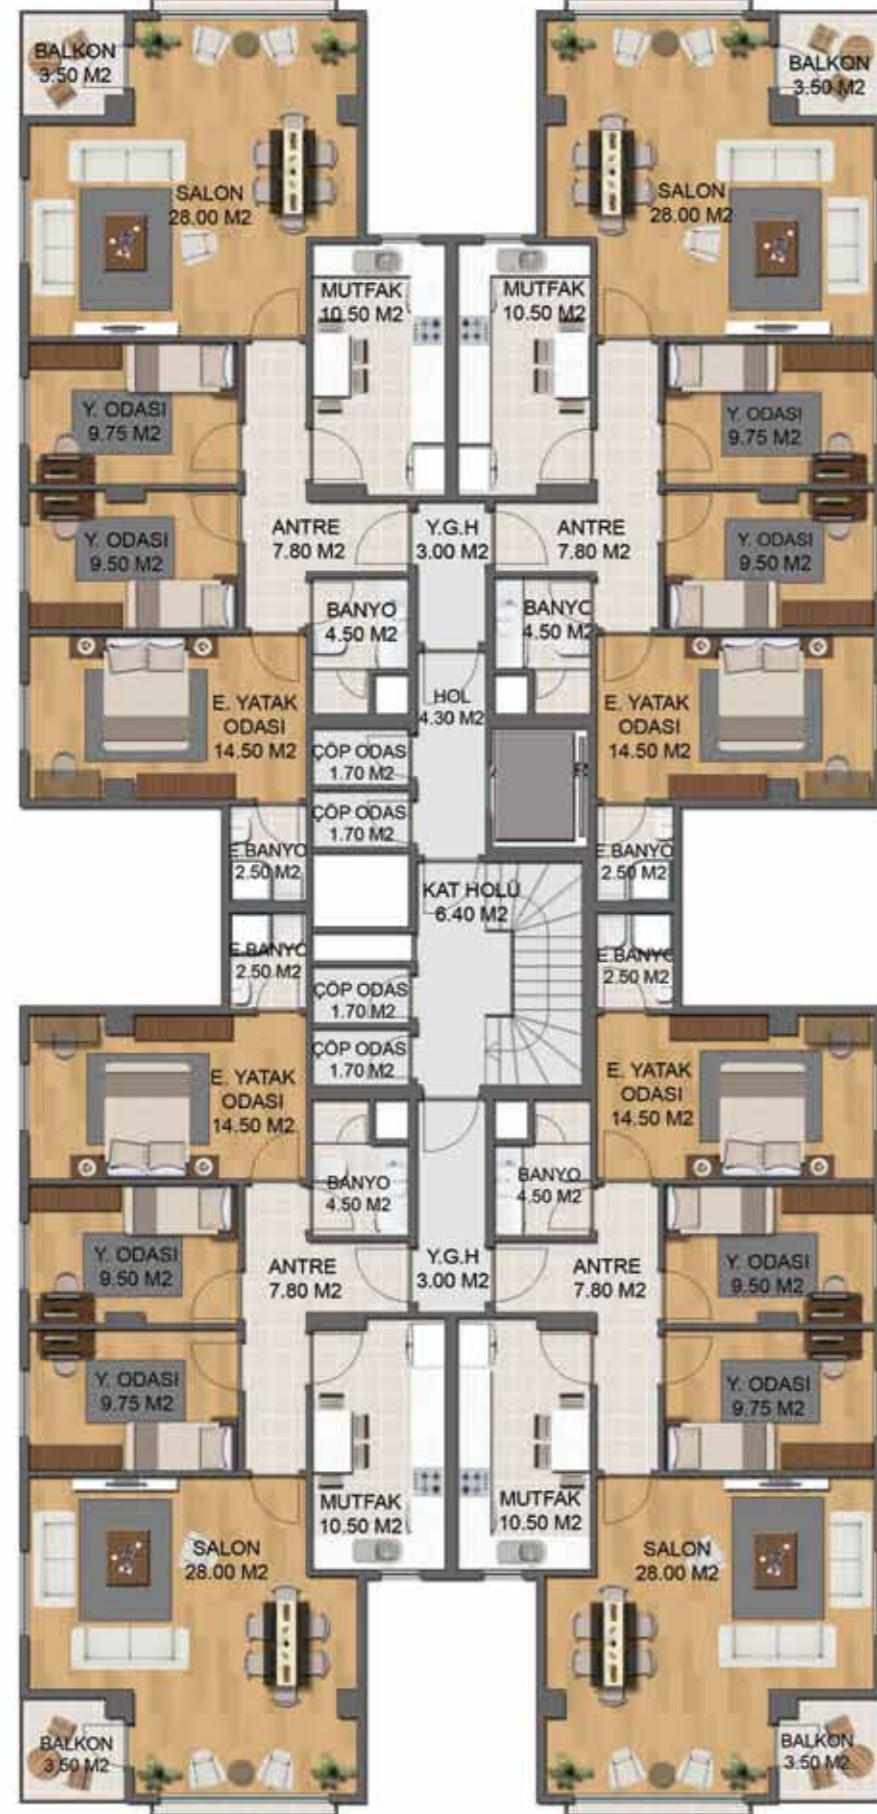 BALKON
3.50 M2
BALKON
3.50 M2
SALON
28.00 M2
SALON
28.00 M2
MUTFAK
10.50 M2
MUTFAK
10.50 M2
Y. ODASI
9.75 M2
Y. ODASI
9.75 M2
ANTRE
7.80 M2
Y.G.H
3.00 M2
ANTRE
7.80 M2
Y. ODASI
9.50 M2
Y. ODASI
9.50 M2
BANYO
4.50 M2
BANYO
4.50 M2
E. YATAK
ODASI
14.50 M2
HOL
4.30 M2
E. YATAK
ODASI
14.50 M2
ÇÖP ODAS
1.70 M2
ÇÖP ODAS
1.70 M2
E.BANYO
2.50 M2
E.BANYO
2.50 M2
KAT HOLÜ
6.40 M2
E.BANYO
2.50 M2
E.BANYO
2.50 M2
ÇÖP ODAS
1.70 M2
ÇÖP ODAS
1.70 M2
E. YATAK
ODASI
14.50 M2
E. YATAK
ODASI
14.50 M2
BANYO
4.50 M2
BANYO
4.50 M2
Y. ODASI
9.50 M2
ANTRE
7.80 M2
Y.G.H
3.00 M2
ANTRE
7.80 M2
Y. ODASI
9.50 M2
Y. ODASI
9.75 M2
Y. ODASI
9.75 M2
MUTFAK
10.50 M2
MUTFAK
10.50 M2
SALON
28.00 M2
SALON
28.00 M2
BALKON
3.50 M2
BALKON
3.50 M2